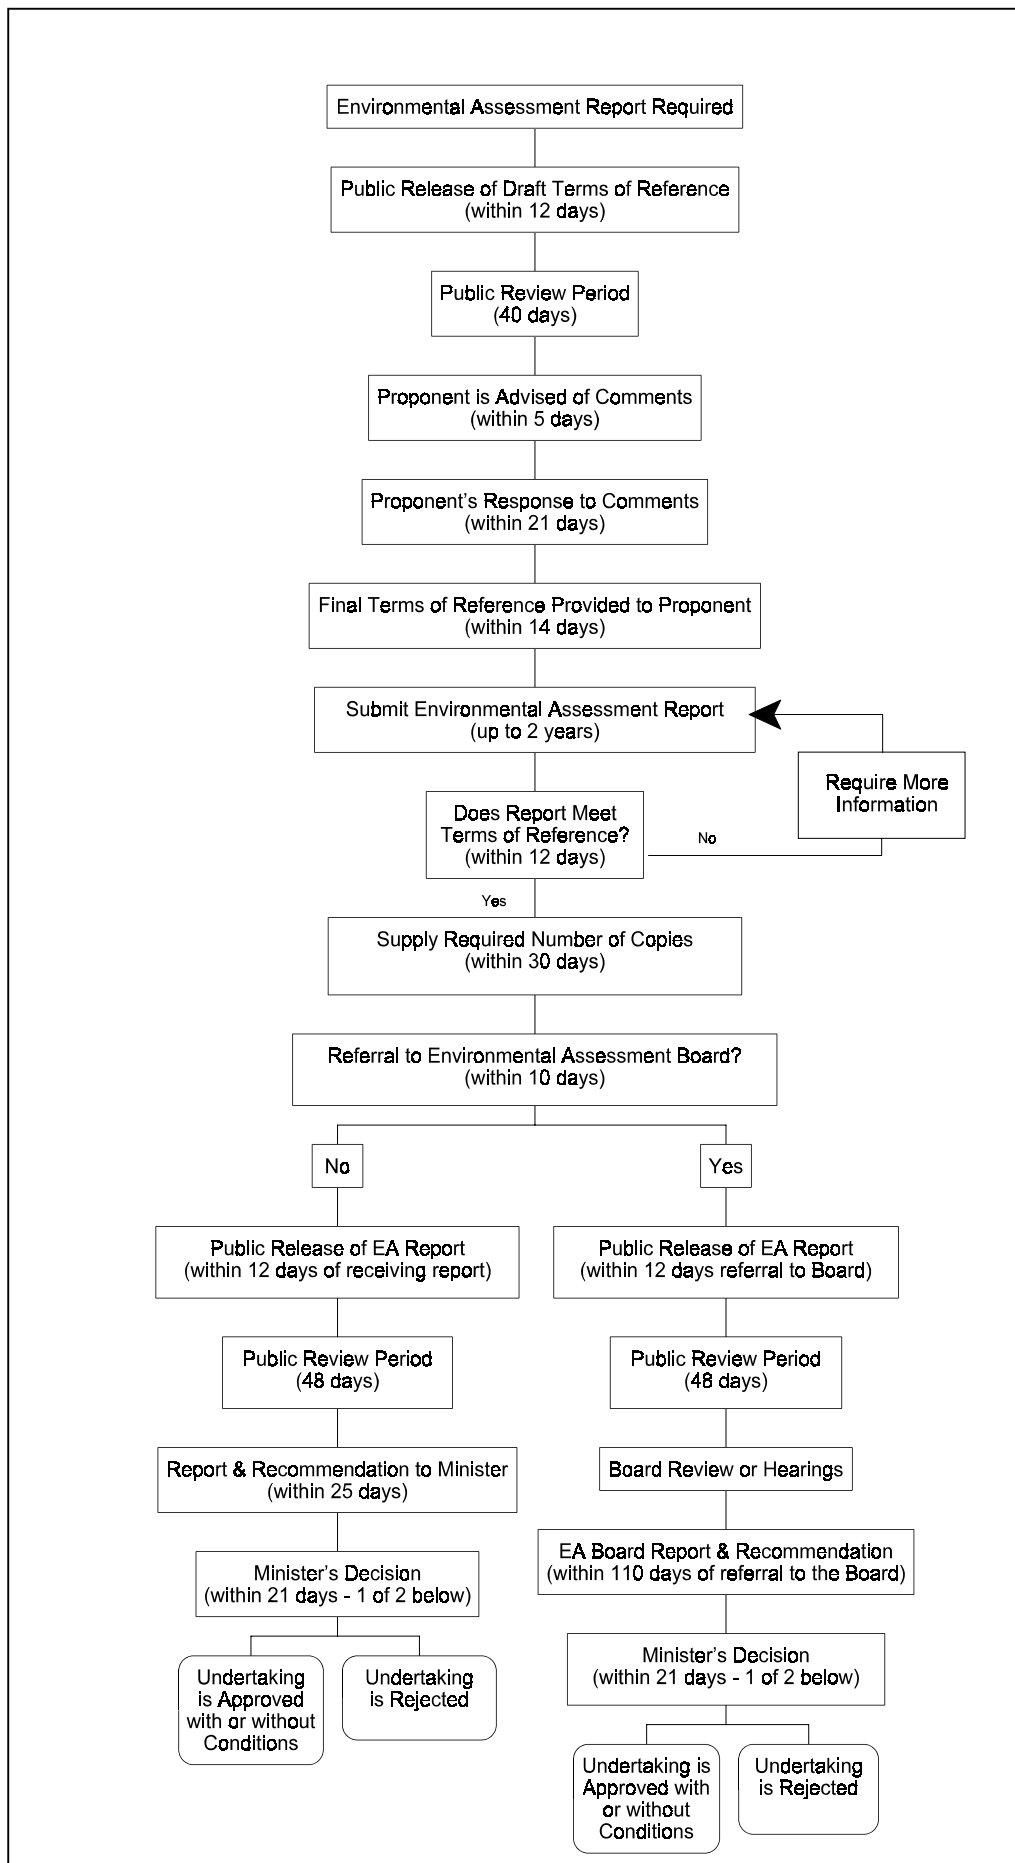 Environmental Assessment Report Required
Public Release of Draft Terms of Reference
(within 12 days)
Public Review Period
(40 days)
Proponent is Advised of Comments
(within 5 days)
Proponent's Response to Comments
(within 21 days)
Final Terms of Reference Provided to Proponent
(within 14 days)
Submit Environmental Assessment Report
(up to 2 years)
Require More
Information
Does Report Meet
Terms of Reference?
(within 12 days)
No
Yes
Supply Required Number of Copies
(within 30 days)
Referral to Environmental Assessment Board?
(within 10 days)
No
Public Release of EA Report
(within 12 days of receiving report)
Public Review Period
(48 days)
Report & Recommendation to Minister
(within 25 days)
Minister's Decision
(within 21 days - 1 of 2 below)
Undertaking
is Approved
with or without
Conditions
Undertaking
is Rejected
Yes
Public Release of EA Report
(within 12 days referral to Board)
Public Review Period
(48 days)
Board Review or Hearings
EA Board Report & Recommendation
(within 110 days of referral to the Board)
Minister's Decision
(within 21 days - 1 of 2 below)
Undertaking is
Approved with
or without
Conditions
Undertaking
is Rejected